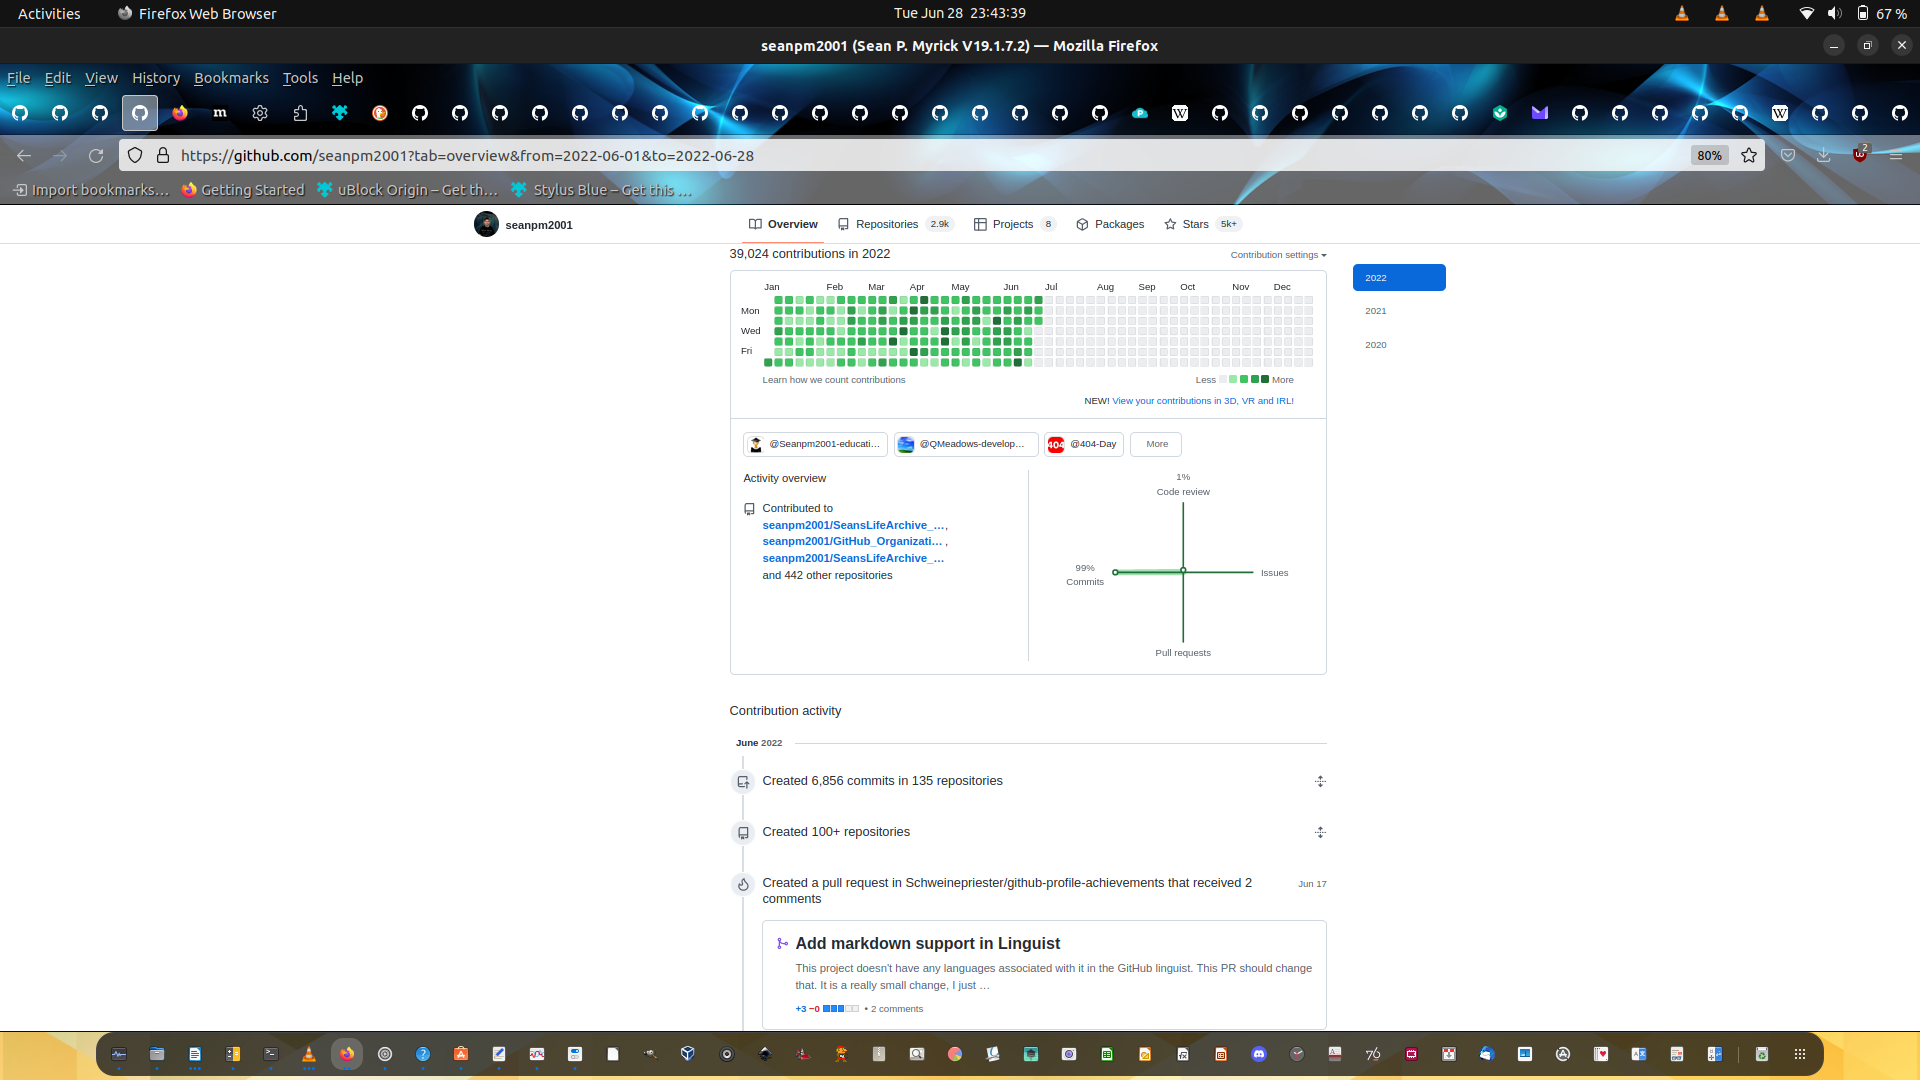 Activities
Firefox Web Browser
Tue Jun 28 23:43:39
67 %
seanpm2001 (Sean P. Myrick V19.1.7.2) — Mozilla Firefox
File Edit View History Bookmarks Tools Help
https://github.com/seanpm2001?tab=overview&from=2022-06-01&to=2022-06-28
80%
2
Import bookmarks...
Getting Started
uBlock Origin – Get th...
Stylus Blue – Get this ...
seanpm2001
Overview
Repositories 2.9k
Projects 8
Packages
Stars 5k+
39,024 contributions in 2022
Contribution settings
2022
2021
2020
Jan Feb Mar Apr May Jun Jul Aug Sep Oct Nov Dec
Mon
Wed
Fri
Learn how we count contributions
Less More
NEW! View your contributions in 3D, VR and IRL!
@Seanpm2001-educati...
@QMeadows-develop...
404 @404-Day
More
Activity overview
Contributed to
seanpm2001/SeansLifeArchive_...,
seanpm2001/GitHub_Organizati... ,
seanpm2001/SeansLifeArchive_...
and 442 other repositories
1%
Code review
99%
Commits
Issues
Pull requests
Contribution activity
June 2022
Created 6,856 commits in 135 repositories
Created 100+ repositories
Created a pull request in Schweinepriester/github-profile-achievements that received 2
comments
Jun 17
Add markdown support in Linguist
This project doesn't have any languages associated with it in the GitHub linguist. This PR should change
that. It is a really small change, I just ...
+3 −0 • 2 comments